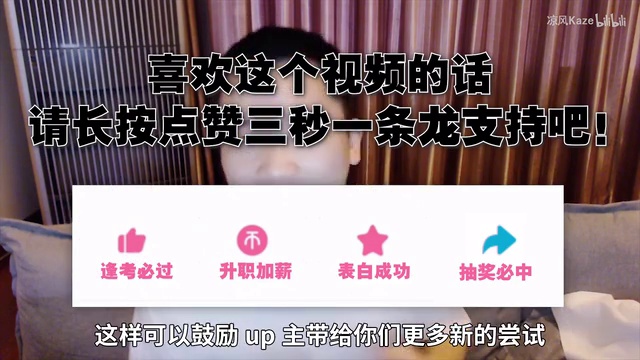 凉风Kaze bilibili
喜欢这个视频的话
请长按点赞三秒一条龙支持吧!
逢考必过 升职加薪 表白成功 抽奖必中
这样可以鼓励 up 主带给你们更多新的尝试